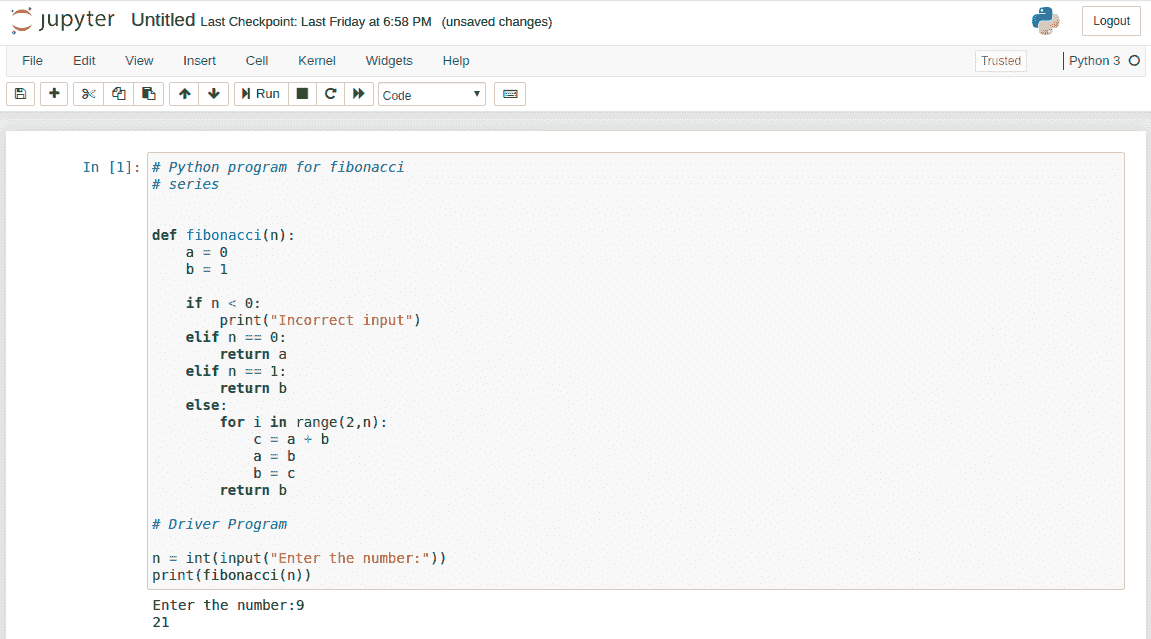 jupyter Untitled Last Checkpoint: Last Friday at 6:58 PM (unsaved changes) Logout
File Edit View Insert Cell Kernel Widgets Help Trusted Python 3
Run Code
In [1]: # Python program for fibonacci
# series
def fibonacci(n):
    a = 0
    b = 1
    if n < 0:
        print("Incorrect input")
    elif n == 0:
        return a
    elif n == 1:
        return b
    else:
        for i in range(2,n):
            c = a + b
            a = b
            b = c
        return b
# Driver Program
n = int(input("Enter the number:"))
print(fibonacci(n))
Enter the number:9
21